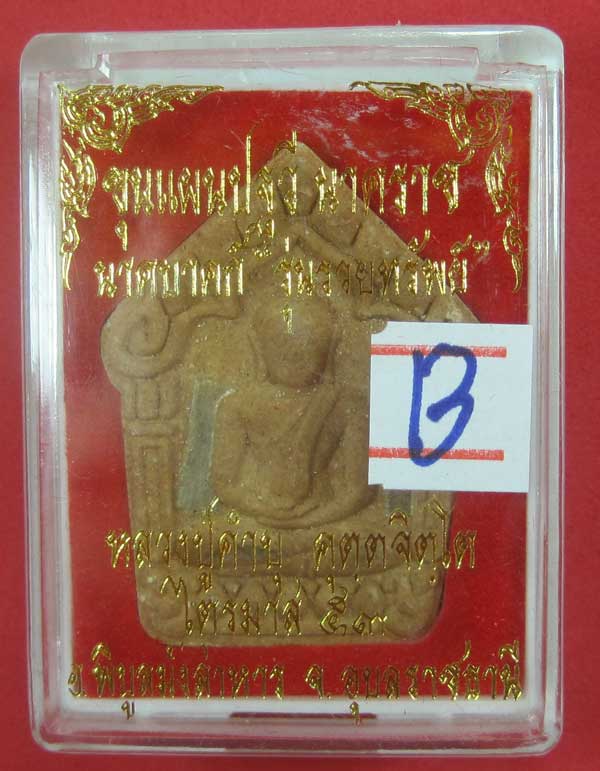 ขุนแผนปฐวี นาคราช
นาคบาดก์ "รุ่นรวยทรัพย์"
B
หลวงปู่คำบุ คุตฺตจิตฺโต
ไตรมาส ๕๓
อ.พิบูลมังสาหาร จ.อุบลราชธานี